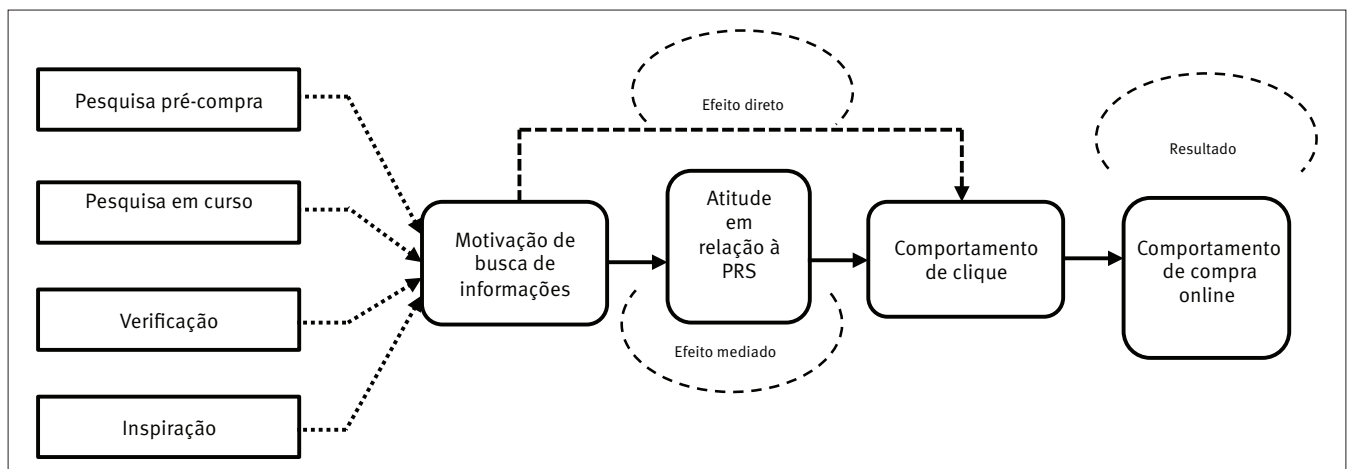 Pesquisa pré-compra
Pesquisa em curso
Verificação
Inspiração
Motivação de
busca de
informações
Efeito direto
Atitude
em
relação à
PRS
Efeito mediado
Comportamento
de clique
Resultado
Comportamento
de compra
online